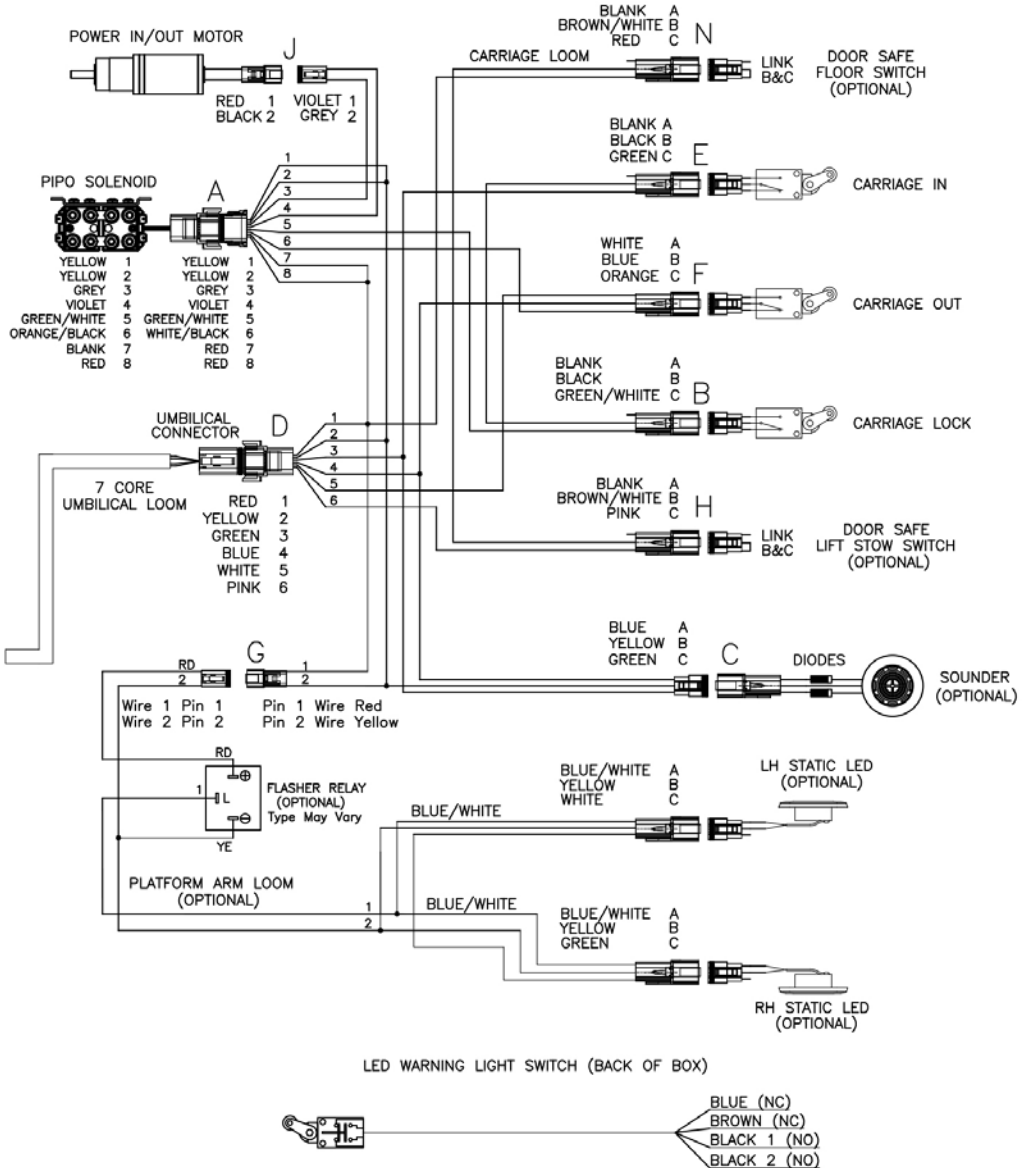 POWER IN/OUT MOTOR
J
RED 1
BLACK 2
VIOLET 1
GREY 2
CARRIAGE LOOM
BLANK A
BROWN/WHITE B
RED C
N
LINK
B&C
DOOR SAFE
FLOOR SWITCH
(OPTIONAL)
PIPO SOLENOID
A
YELLOW 1
YELLOW 2
GREY 3
VIOLET 4
GREEN/WHITE 5
ORANGE/BLACK 6
BLANK 7
RED 8
YELLOW 1
YELLOW 2
GREY 3
VIOLET 4
GREEN/WHITE 5
WHITE/BLACK 6
RED 7
RED 8
1
2
3
4
5
6
7
8
BLANK A
BLACK B
GREEN C
E
CARRIAGE IN
WHITE A
BLUE B
ORANGE C
F
CARRIAGE OUT
BLANK A
BLACK B
GREEN/WHIITE C
B
CARRIAGE LOCK
UMBILICAL
CONNECTOR
D
7 CORE
UMBILICAL LOOM
RED 1
YELLOW 2
GREEN 3
BLUE 4
WHITE 5
PINK 6
1
2
3
4
5
6
BLANK A
BROWN/WHITE B
PINK C
H
LINK
B&C
DOOR SAFE
LIFT STOW SWITCH
(OPTIONAL)
BLUE A
YELLOW B
GREEN C
C
DIODES
SOUNDER
(OPTIONAL)
RD
2
G
1
2
Wire 1 Pin 1
Wire 2 Pin 2
Pin 1 Wire Red
Pin 2 Wire Yellow
RD
1
L
YE
FLASHER RELAY
(OPTIONAL)
Type May Vary
PLATFORM ARM LOOM
(OPTIONAL)
1
2
BLUE/WHITE
BLUE/WHITE
BLUE/WHITE A
YELLOW B
WHITE C
LH STATIC LED
(OPTIONAL)
BLUE/WHITE A
YELLOW B
GREEN C
RH STATIC LED
(OPTIONAL)
LED WARNING LIGHT SWITCH (BACK OF BOX)
BLUE (NC)
BROWN (NC)
BLACK 1 (NO)
BLACK 2 (NO)